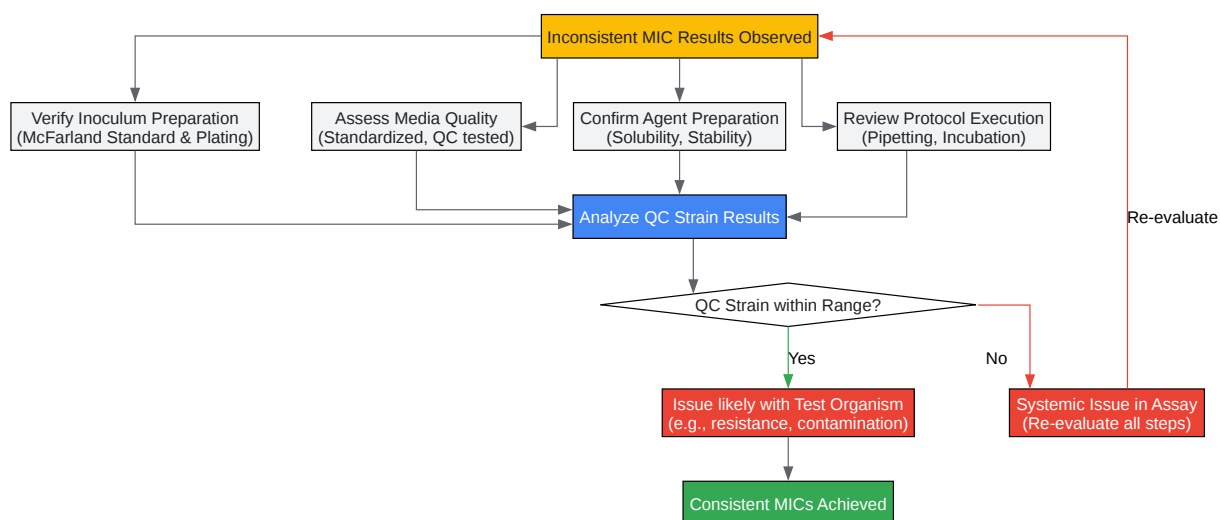 Inconsistent MIC Results Observed
Verify Inoculum Preparation
(McFarland Standard & Plating)
Assess Media Quality
(Standardized, QC tested)
Confirm Agent Preparation
(Solubility, Stability)
Review Protocol Execution
(Pipetting, Incubation)
Analyze QC Strain Results
Re-evaluate
QC Strain within Range?
Yes
No
Issue likely with Test Organism
(e.g., resistance, contamination)
Systemic Issue in Assay
(Re-evaluate all steps)
Consistent MICs Achieved